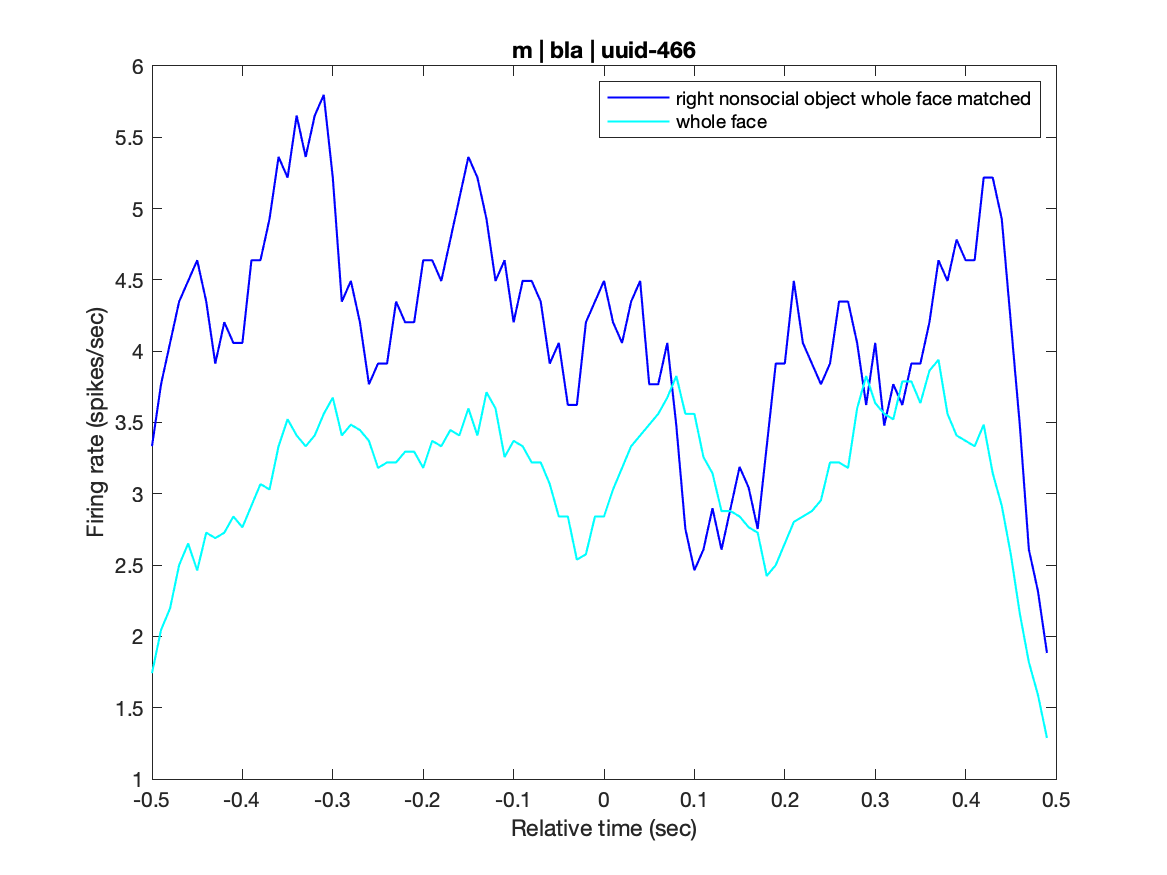 m | bla | uuid-466
right nonsocial object whole face matched
whole face
Firing rate (spikes/sec)
6
5.5
5
4.5
4
3.5
3
2.5
2
1.5
1
-0.5 -0.4 -0.3 -0.2 -0.1 0 0.1 0.2 0.3 0.4 0.5
Relative time (sec)